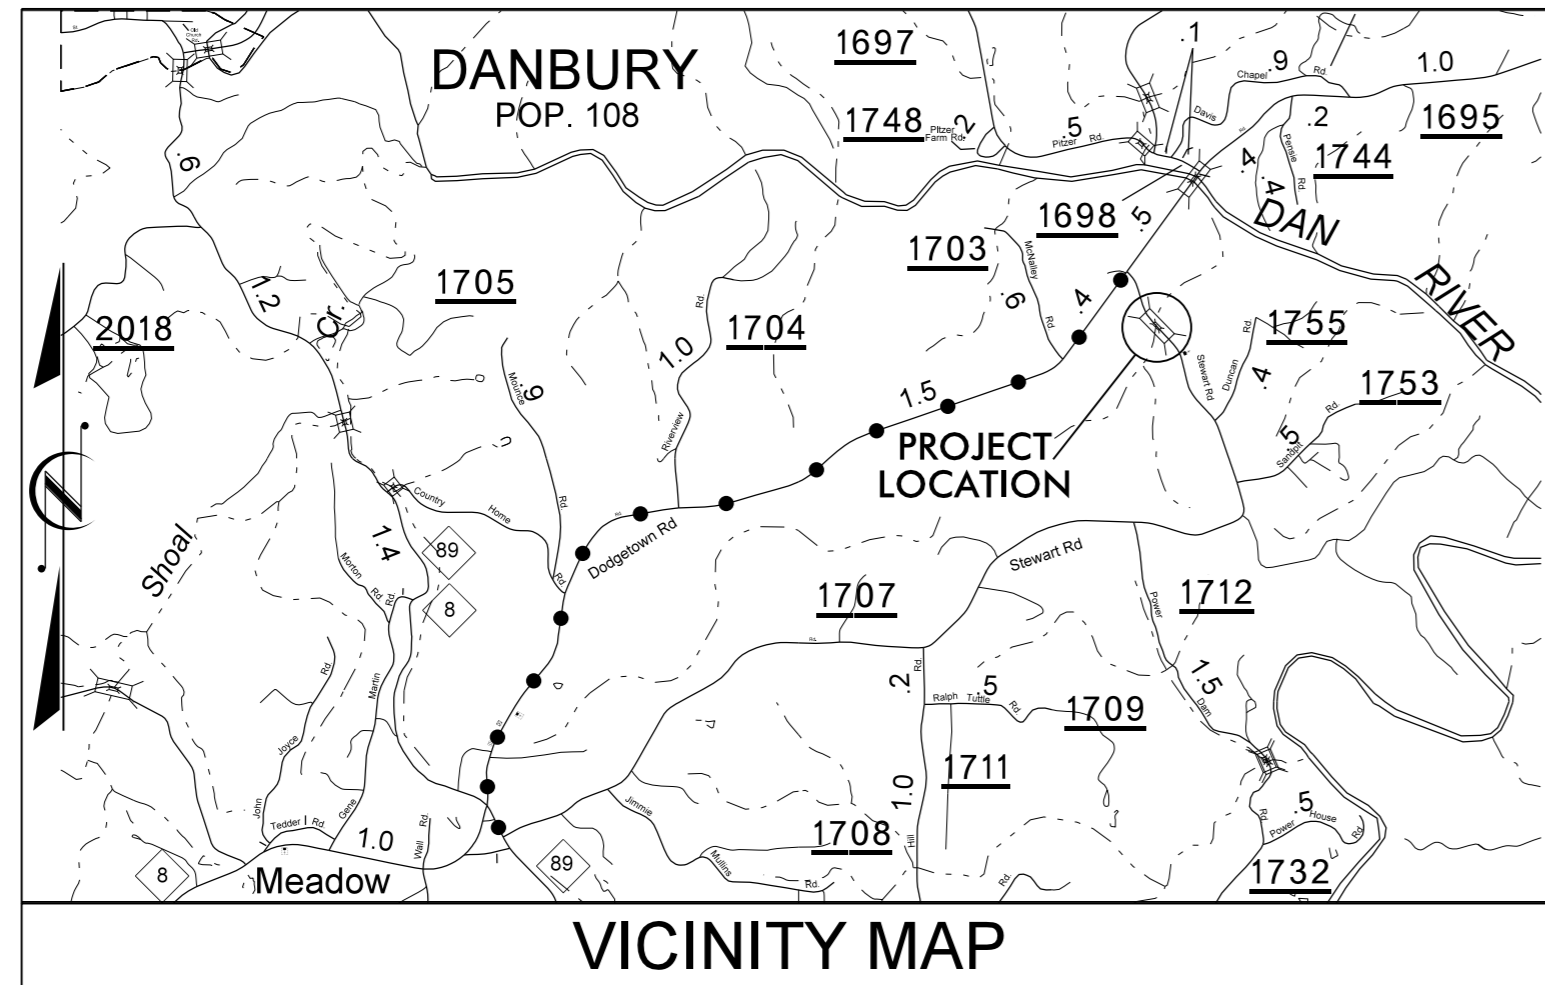 Old
Church
Rd.
DANBURY
POP. 108
1697
.1
.9
1.0
Chapel
Rd.
Davis
1748
Pitzer
Farm Rd.
.2
.5
Pitzer Rd.
.2
1695
.4
.4
Pensie
Rd.
1744
.6
1698
.5
DAN
RIVER
1703
McNalley
Rd
.6
.4
1705
1.2
Cr.
2018
Rd.
1704
1.0
Riverview
1755
Rd.
Duncan
.4
Stewart Rd
1753
Rd.
.5
Sandpit
.9
Mounce
Rd.
1.5
PROJECT
LOCATION
N
Country
Home
Rd.
Rd
Dodgetown Rd
Stewart Rd
Shoal
1.4
89
8
Morton
Rd.
Rd.
1707
Rd.
1712
Power
1.5
Dam
Rd
.2
Rd.
Ralph Tuttle
.5
Rd.
1709
Martin
Gene
Rd.
Joyce
John
Tedder Rd.
1711
1.0
Hill
Jimmie
Mullins
Rd.
1708
.5
Power House
Rd
1732
Rd.
1.0
Wall
Rd.
89
8
Meadow
VICINITY MAP